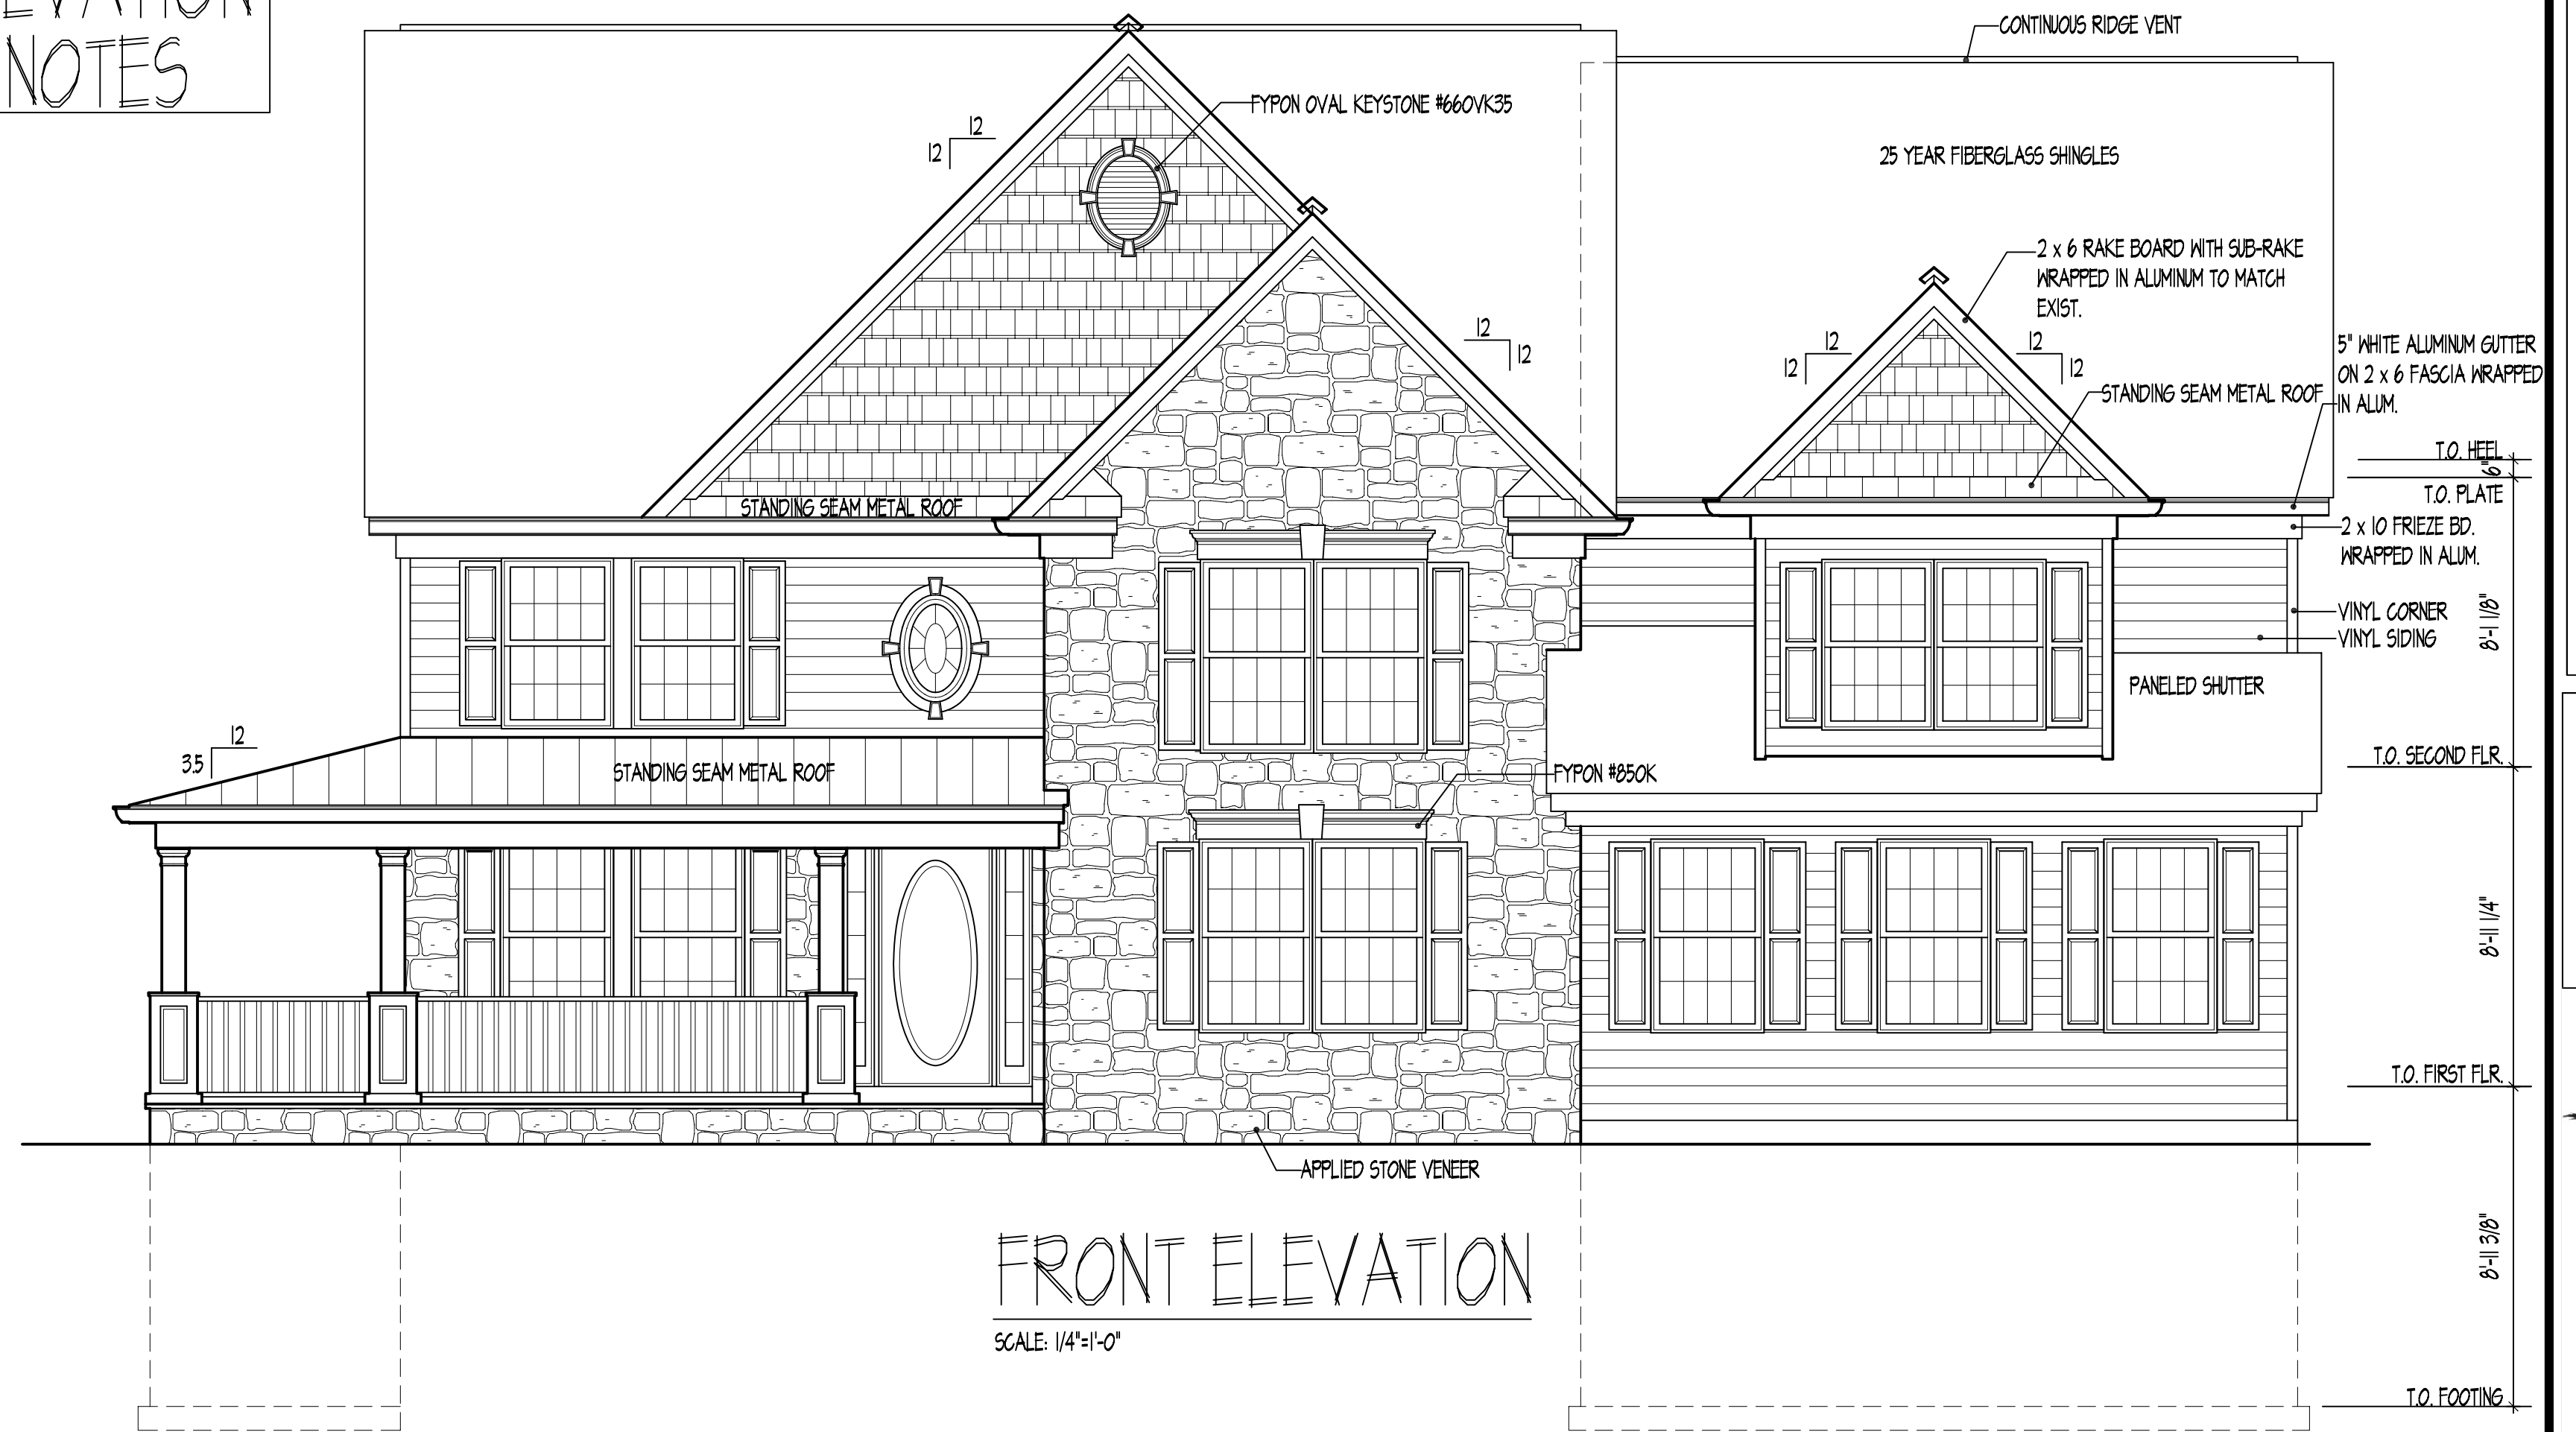 EVATION
NOTES
CONTINUOUS RIDGE VENT
FYPON OVAL KEYSTONE #66OVK35
12
12
25 YEAR FIBERGLASS SHINGLES
2 x 6 RAKE BOARD WITH SUB-RAKE
WRAPPED IN ALUMINUM TO MATCH
EXIST.
12
12
12
12
12
12
5" WHITE ALUMINUM GUTTER
ON 2 x 6 FASCIA WRAPPED
IN ALUM.
STANDING SEAM METAL ROOF
T.O. HEEL
6"
T.O. PLATE
STANDING SEAM METAL ROOF
2 x 10 FRIEZE BD.
WRAPPED IN ALUM.
VINYL CORNER
VINYL SIDING
8'-1 1/8"
PANELED SHUTTER
12
3.5
STANDING SEAM METAL ROOF
FYPON #850K
T.O. SECOND FLR.
8'-11 1/4"
T.O. FIRST FLR.
APPLIED STONE VENEER
8'-11 3/8"
FRONT ELEVATION
SCALE: 1/4"=1'-0"
T.O. FOOTING